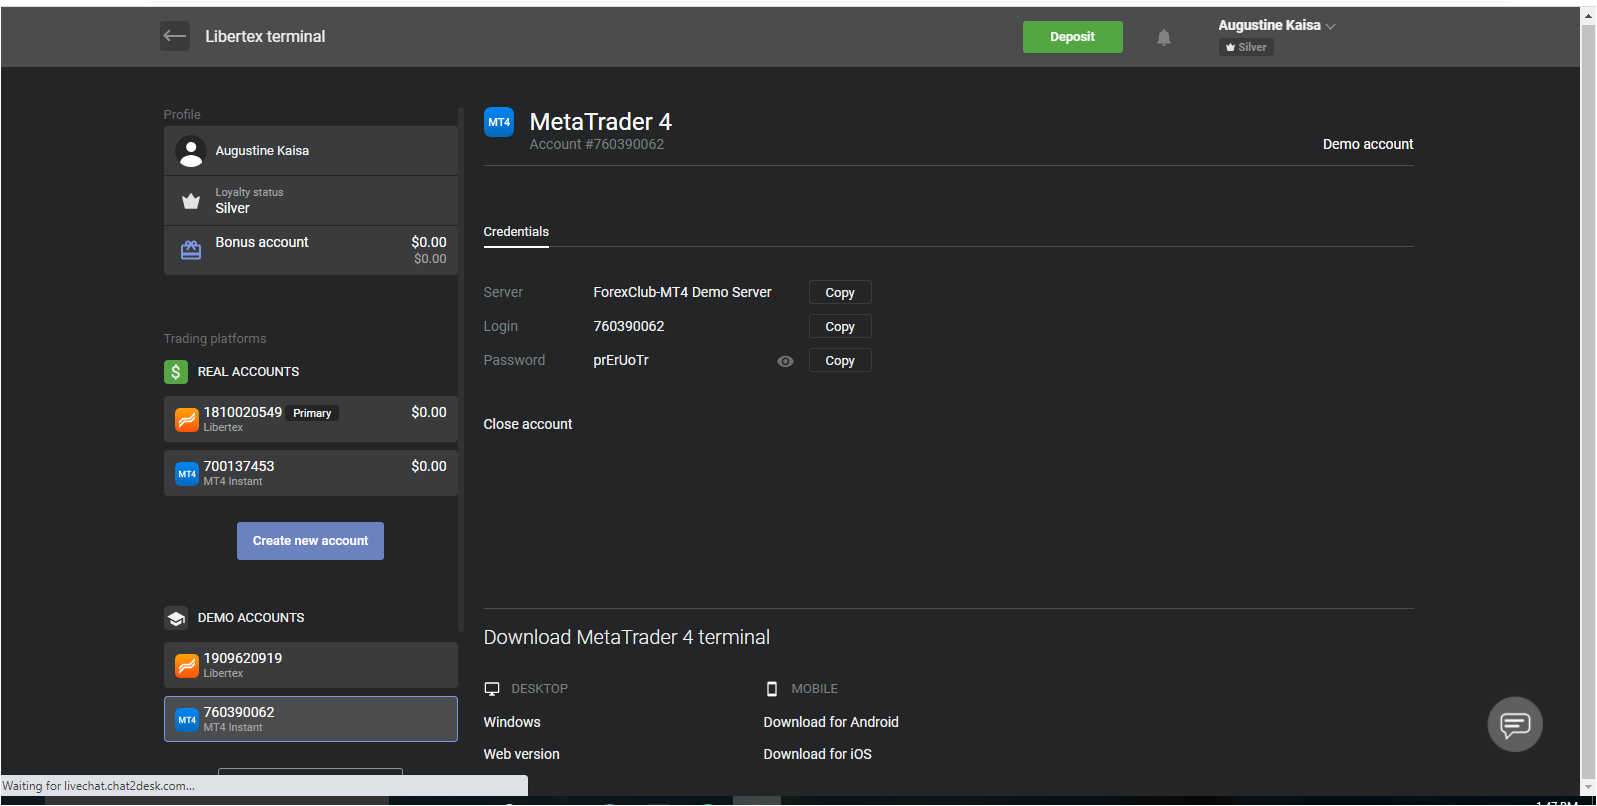 Libertex terminal
Deposit
Augustine Kaisa
Silver
Profile
Augustine Kaisa
Loyalty status
Silver
Bonus account $0.00
$0.00
Trading platforms
$ REAL ACCOUNTS
1810020549 Primary $0.00
Libertex
MT4 700137453 $0.00
MT4 Instant
Create new account
DEMO ACCOUNTS
1909620919
Libertex
MT4 760390062
MT4 Instant
MT4 MetaTrader 4
Account #760390062
Demo account
Credentials
Server ForexClub-MT4 Demo Server Copy
Login 760390062 Copy
Password prErUoTr Copy
Close account
Download MetaTrader 4 terminal
DESKTOP
Windows
Web version
MOBILE
Download for Android
Download for iOS
Waiting for livechat.chat2desk.com...
1:47 PM